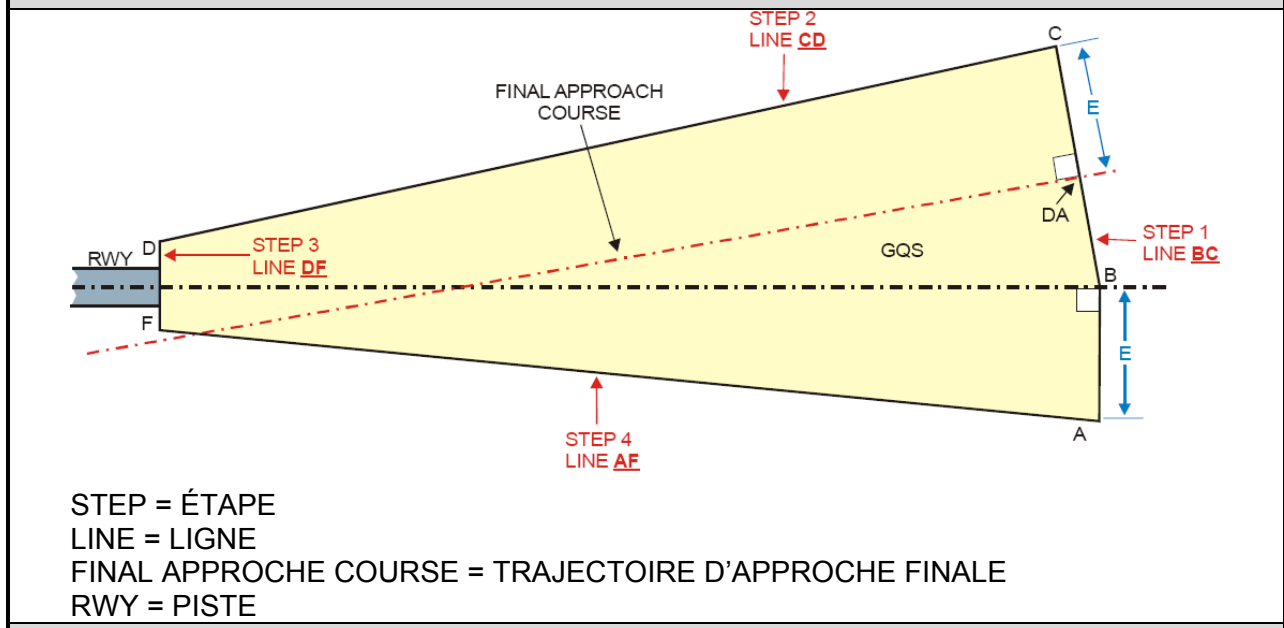 STEP 2
LINE CD
C
FINAL APPROACH
COURSE
E
DA
STEP 1
LINE BC
GQS
D
STEP 3
LINE DF
RWY
B
F
E
A
STEP 4
LINE AF
STEP = ÉTAPE
LINE = LIGNE
FINAL APPROCHE COURSE = TRAJECTOIRE D’APPROCHE FINALE
RWY = PISTE